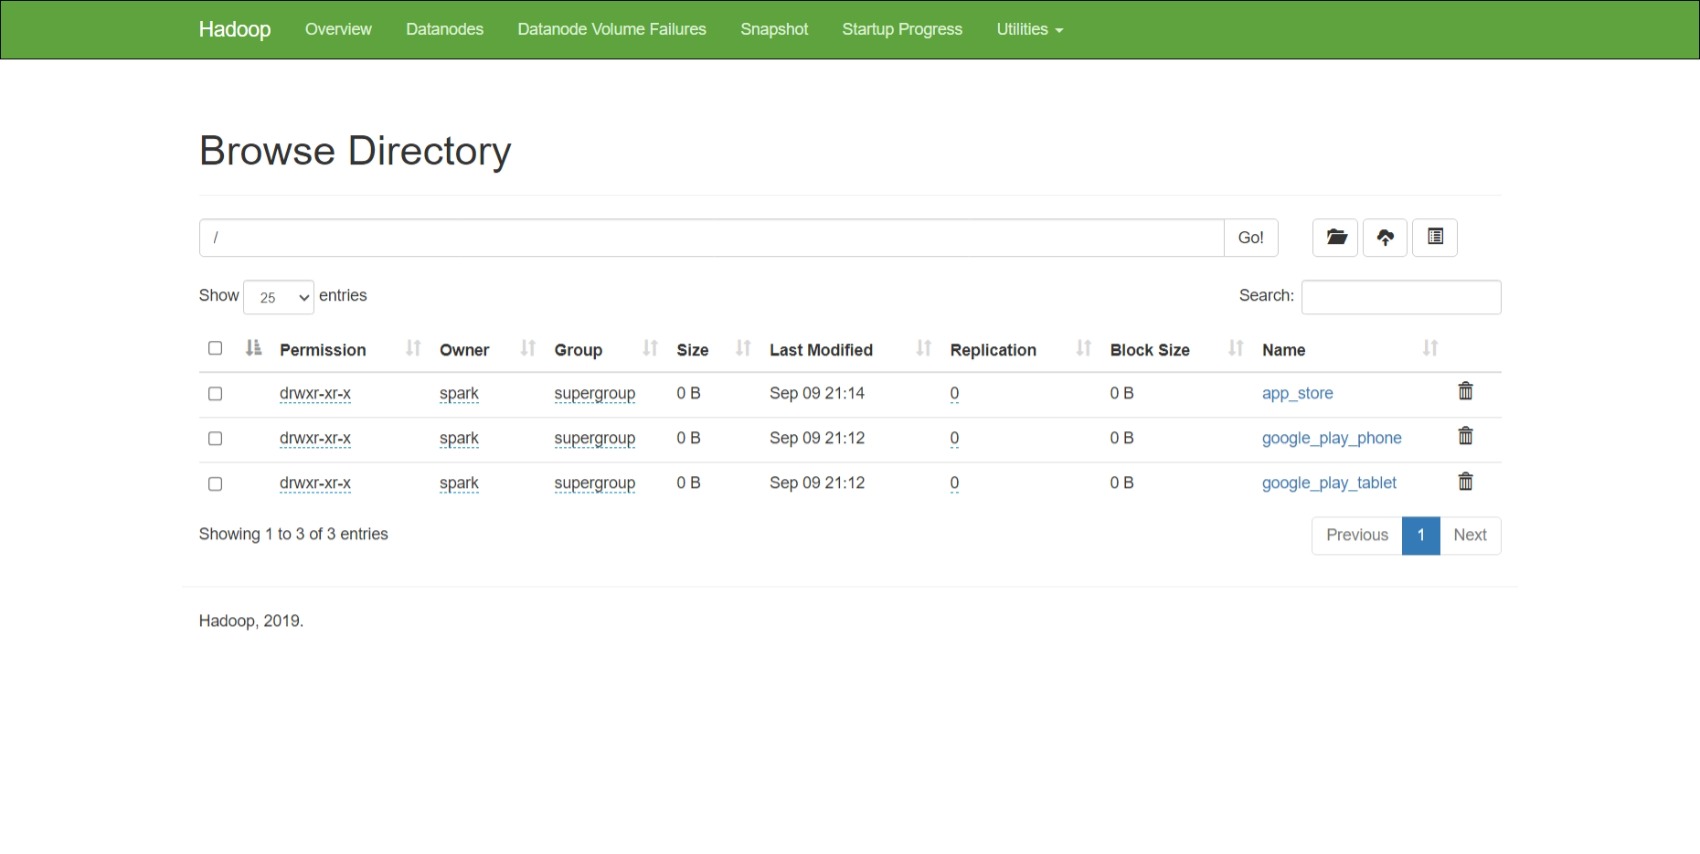 Hadoop Overview Datanodes Datanode Volume Failures Snapshot Startup Progress Utilities
Browse Directory
/ Go!
Show 25 entries Search:
Permission Owner Group Size Last Modified Replication Block Size Name
drwxr-xr-x spark supergroup 0 B Sep 09 21:14 0 0 B app_store
drwxr-xr-x spark supergroup 0 B Sep 09 21:12 0 0 B google_play_phone
drwxr-xr-x spark supergroup 0 B Sep 09 21:12 0 0 B google_play_tablet
Showing 1 to 3 of 3 entries Previous 1 Next
Hadoop, 2019.